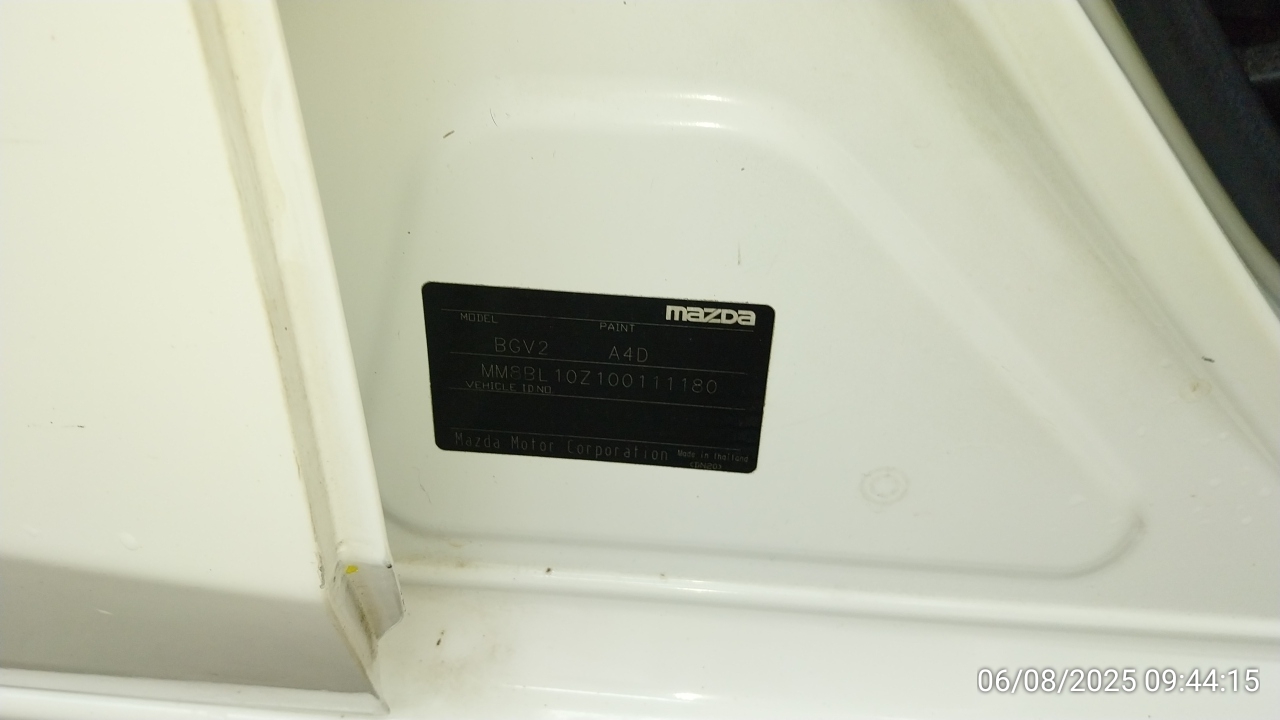 mazda
MODEL PAINT
BGV2 A4D
MM8BL10Z100111180
VEHICLE ID NO.
Mazda Motor Corporation Made in Thailand
06/08/2025 09:44:15